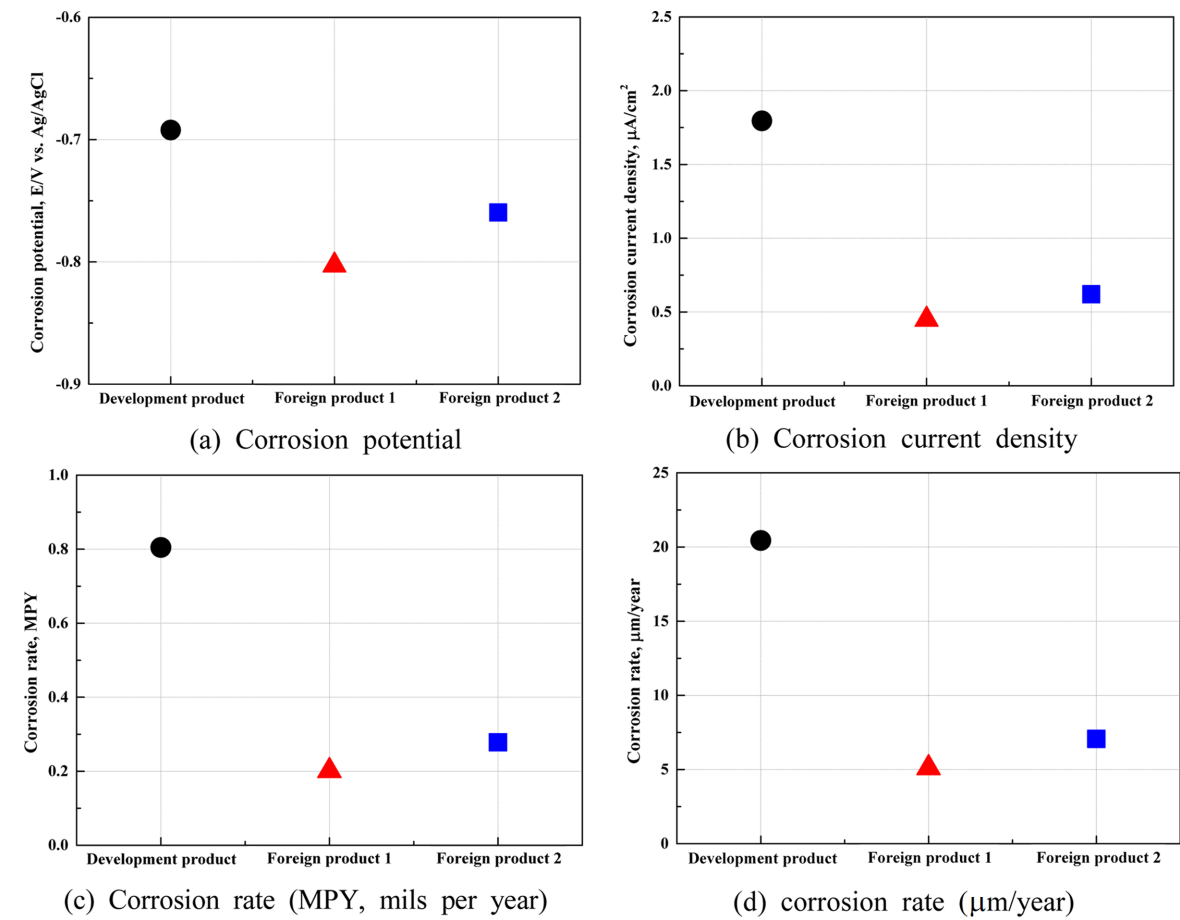 -0.6
-0.7
-0.8
-0.9
Corrosion potential, E/V vs. Ag/AgCl
Development product Foreign product 1 Foreign product 2
(a) Corrosion potential
2.5
2.0
1.5
1.0
0.5
0.0
Corrosion current density, μA/cm²
Development product Foreign product 1 Foreign product 2
(b) Corrosion current density
1.0
0.8
0.6
0.4
0.2
0.0
Corrosion rate, MPY
Development product Foreign product 1 Foreign product 2
(c) Corrosion rate (MPY, mils per year)
25
20
15
10
5
0
Corrosion rate, μm/year
Development product Foreign product 1 Foreign product 2
(d) corrosion rate (μm/year)